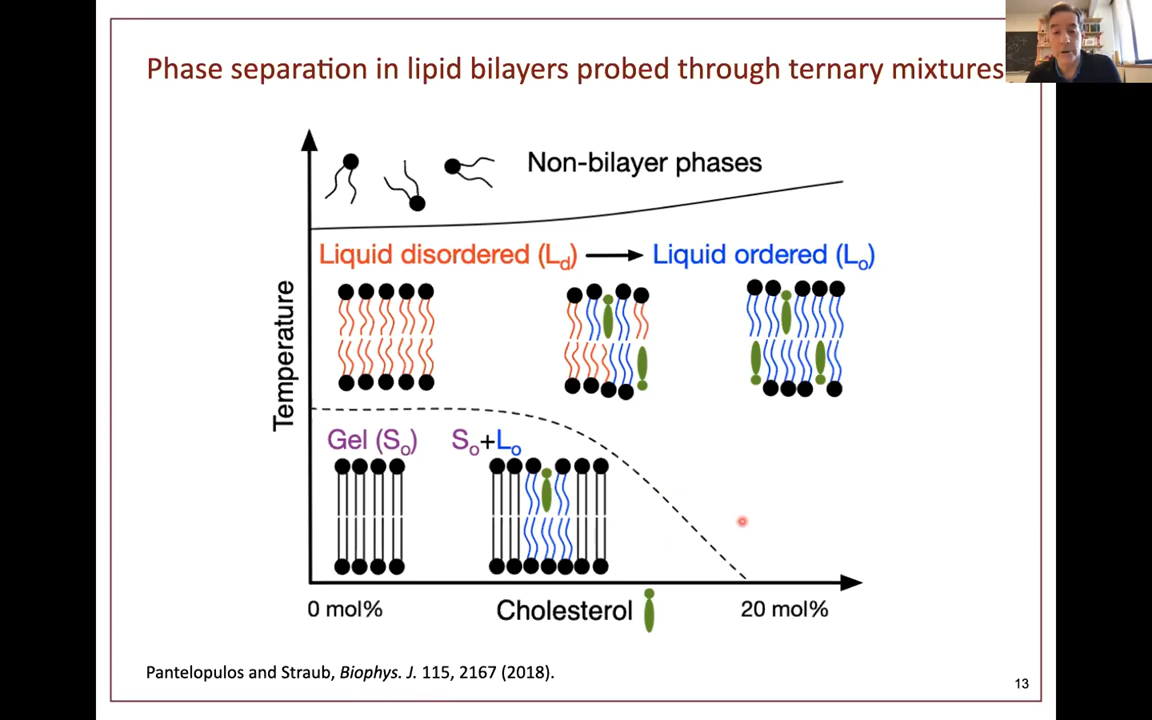 Phase separation in lipid bilayers probed through ternary mixtures
Non-bilayer phases
Liquid disordered (Ld) Liquid ordered (Lo)
Temperature
Gel (So) So+Lo
0 mol% Cholesterol 20 mol%
Pantelopulos and Straub, Biophys. J. 115, 2167 (2018).
13